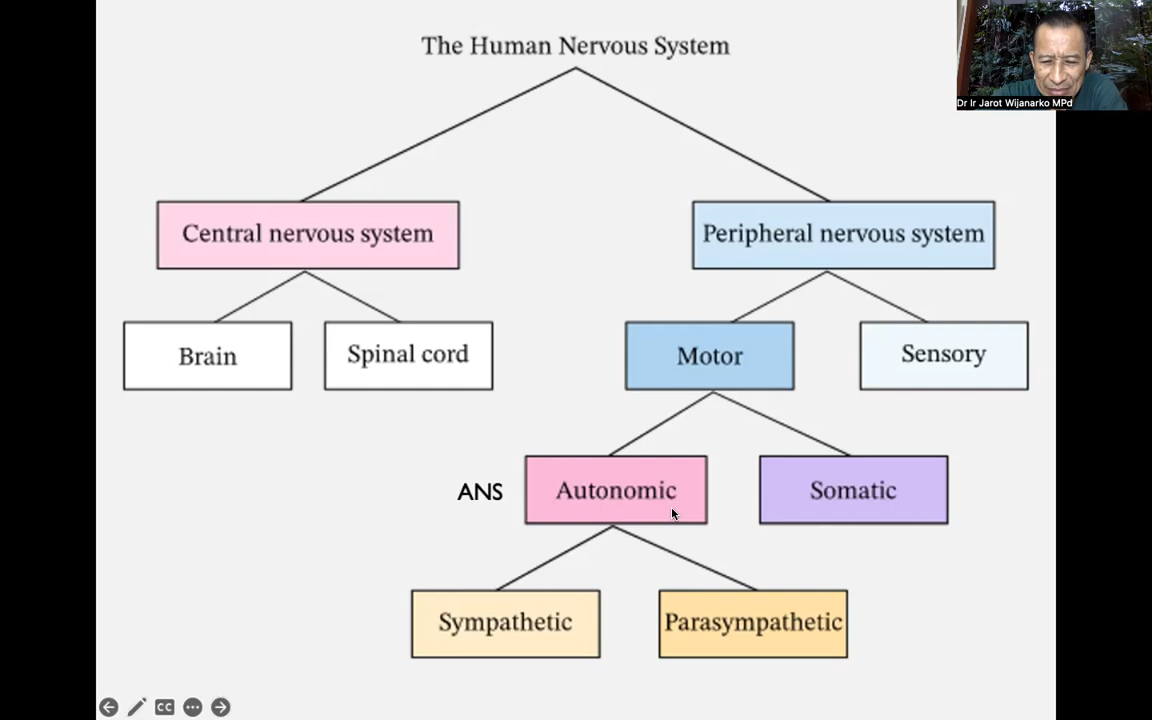 The Human Nervous System
Dr Ir Jarot Wijanarko MPd
Central nervous system
Peripheral nervous system
Brain
Spinal cord
Motor
Sensory
ANS
Autonomic
Somatic
Sympathetic
Parasympathetic
CC